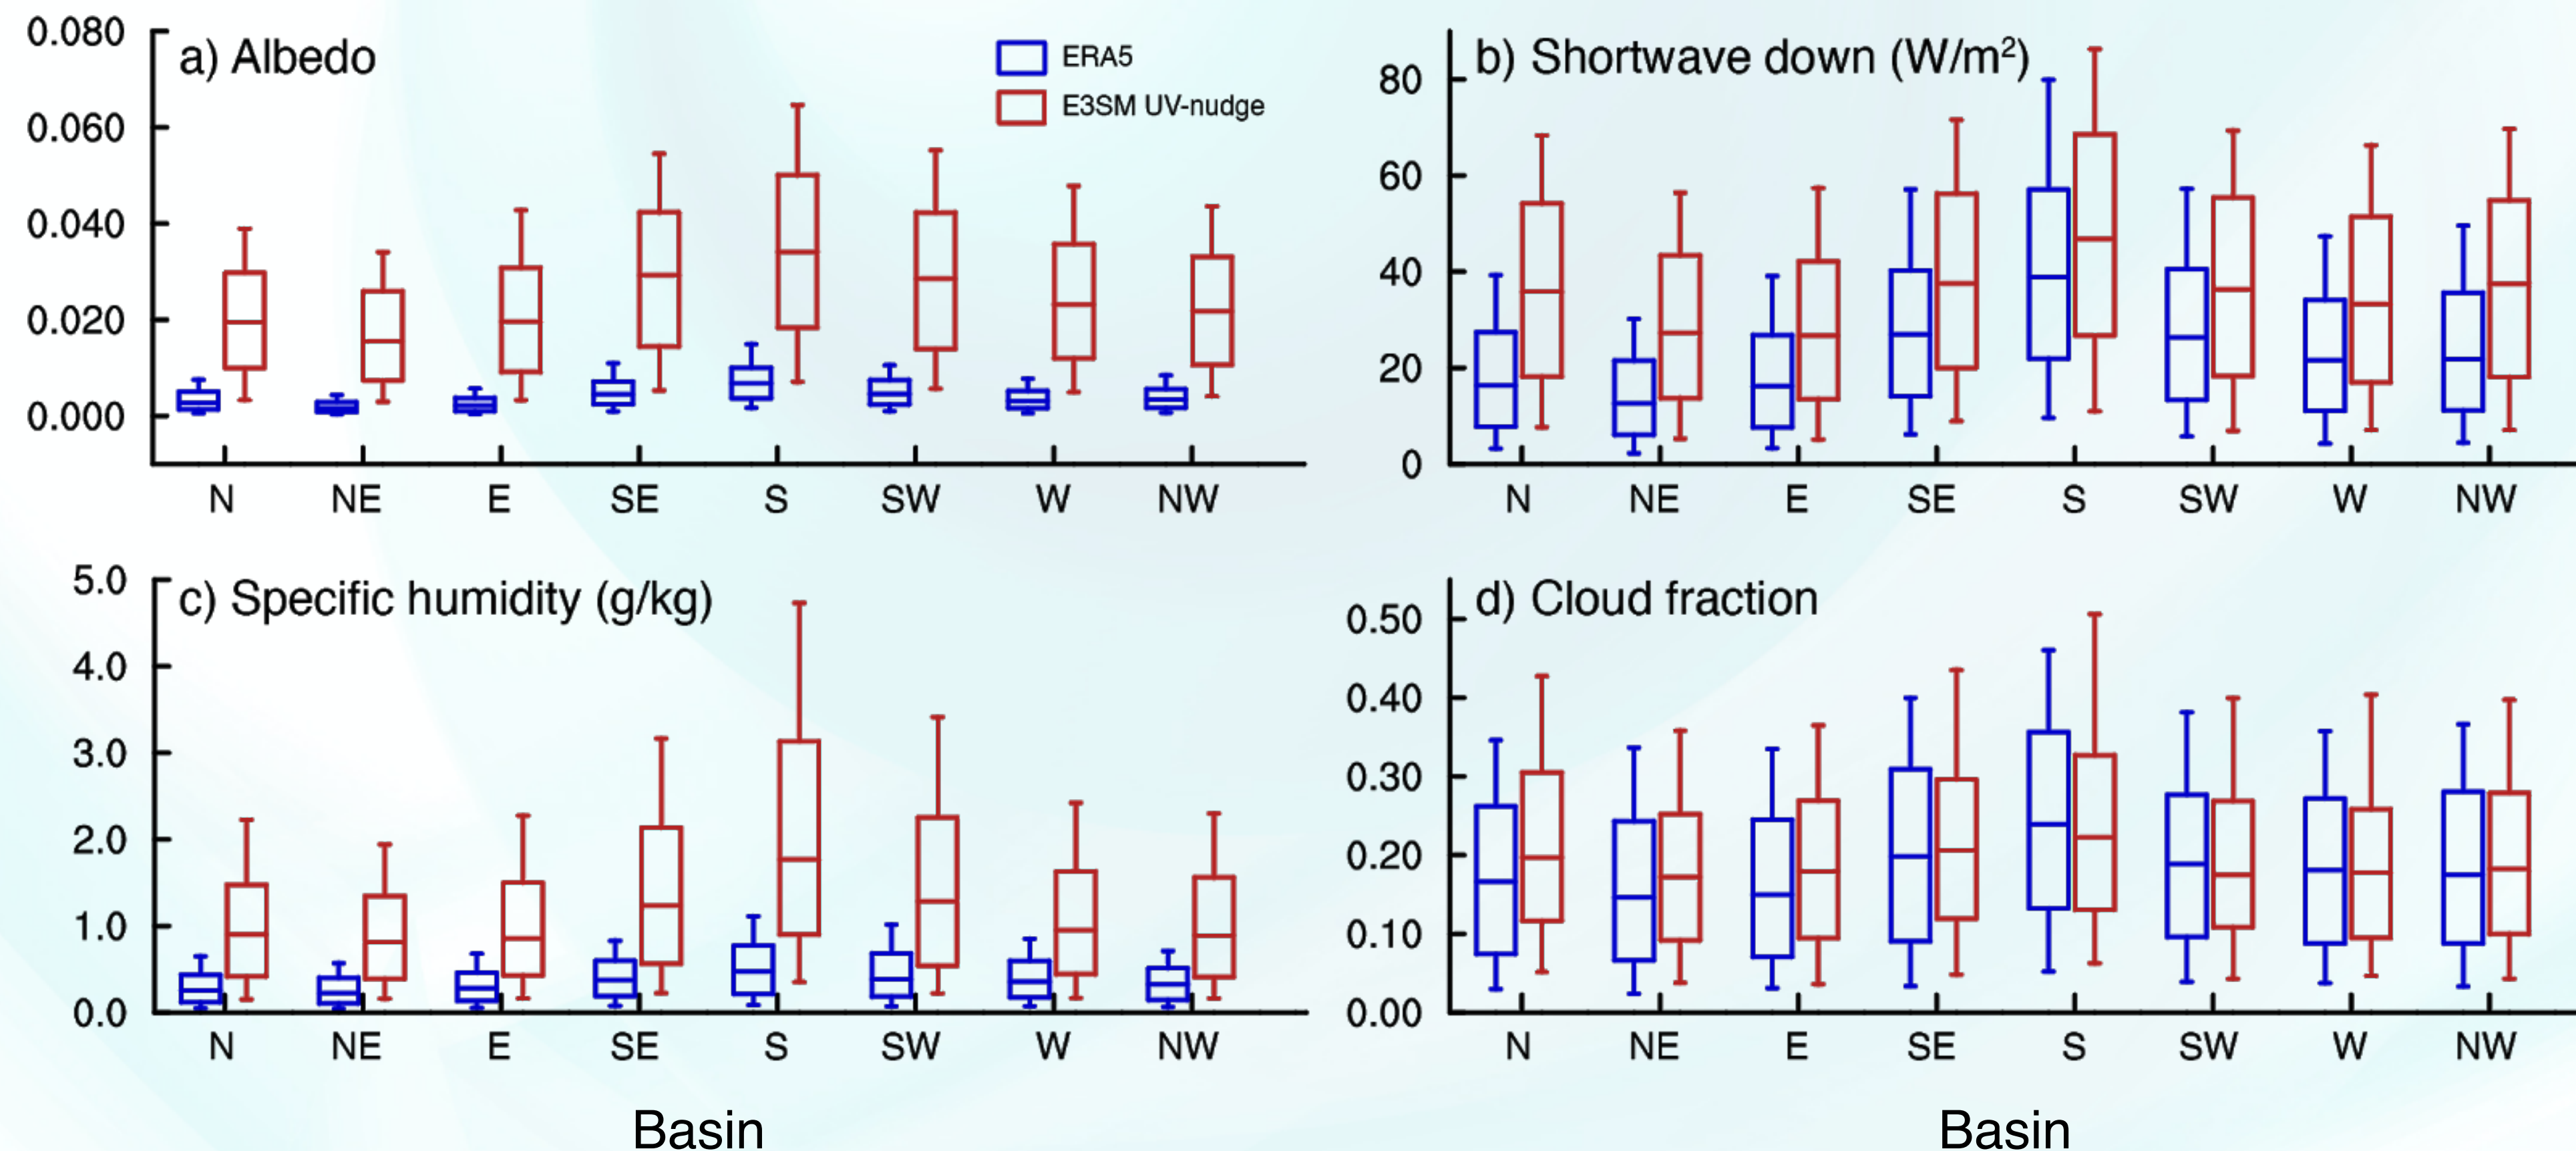 a) Albedo
ERA5
E3SM UV-nudge
0.080
0.060
0.040
0.020
0.000
N NE E SE S SW W NW
b) Shortwave down (W/m²)
80
60
40
20
0
N NE E SE S SW W NW
c) Specific humidity (g/kg)
5.0
4.0
3.0
2.0
1.0
0.0
N NE E SE S SW W NW
Basin
d) Cloud fraction
0.50
0.40
0.30
0.20
0.10
0.00
N NE E SE S SW W NW
Basin